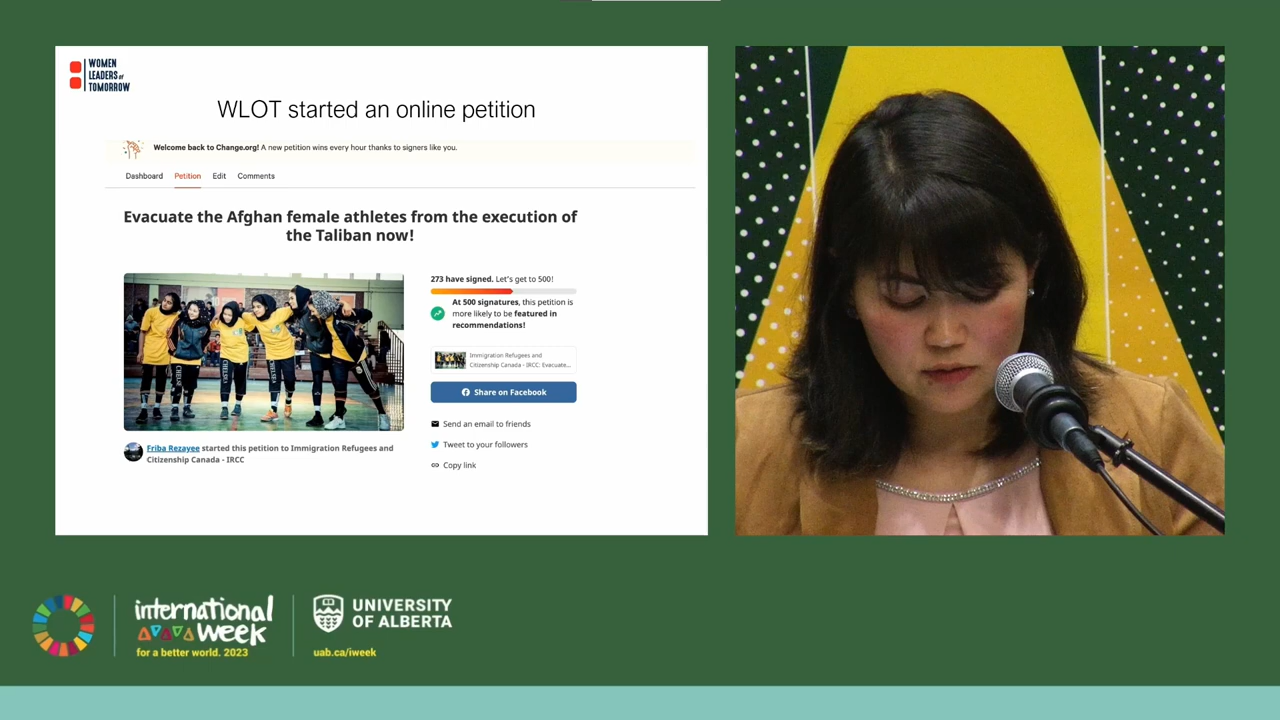 WOMEN
LEADERS of
TOMORROW
WLOT started an online petition
Welcome back to Change.org! A new petition wins every hour thanks to signers like you.
Dashboard Petition Edit Comments
Evacuate the Afghan female athletes from the execution of
the Taliban now!
273 have signed. Let's get to 500!
At 500 signatures, this petition is
more likely to be featured in
recommendations!
Immigration Refugees and
Citizenship Canada - IRCC: Evacuate...
Share on Facebook
Send an email to friends
Tweet to your followers
Copy link
CHELSEA
CHELSEA
Friba Rezayee started this petition to Immigration Refugees and
Citizenship Canada - IRCC
international
week
for a better world. 2023
UNIVERSITY
OF ALBERTA
uab.ca/iweek